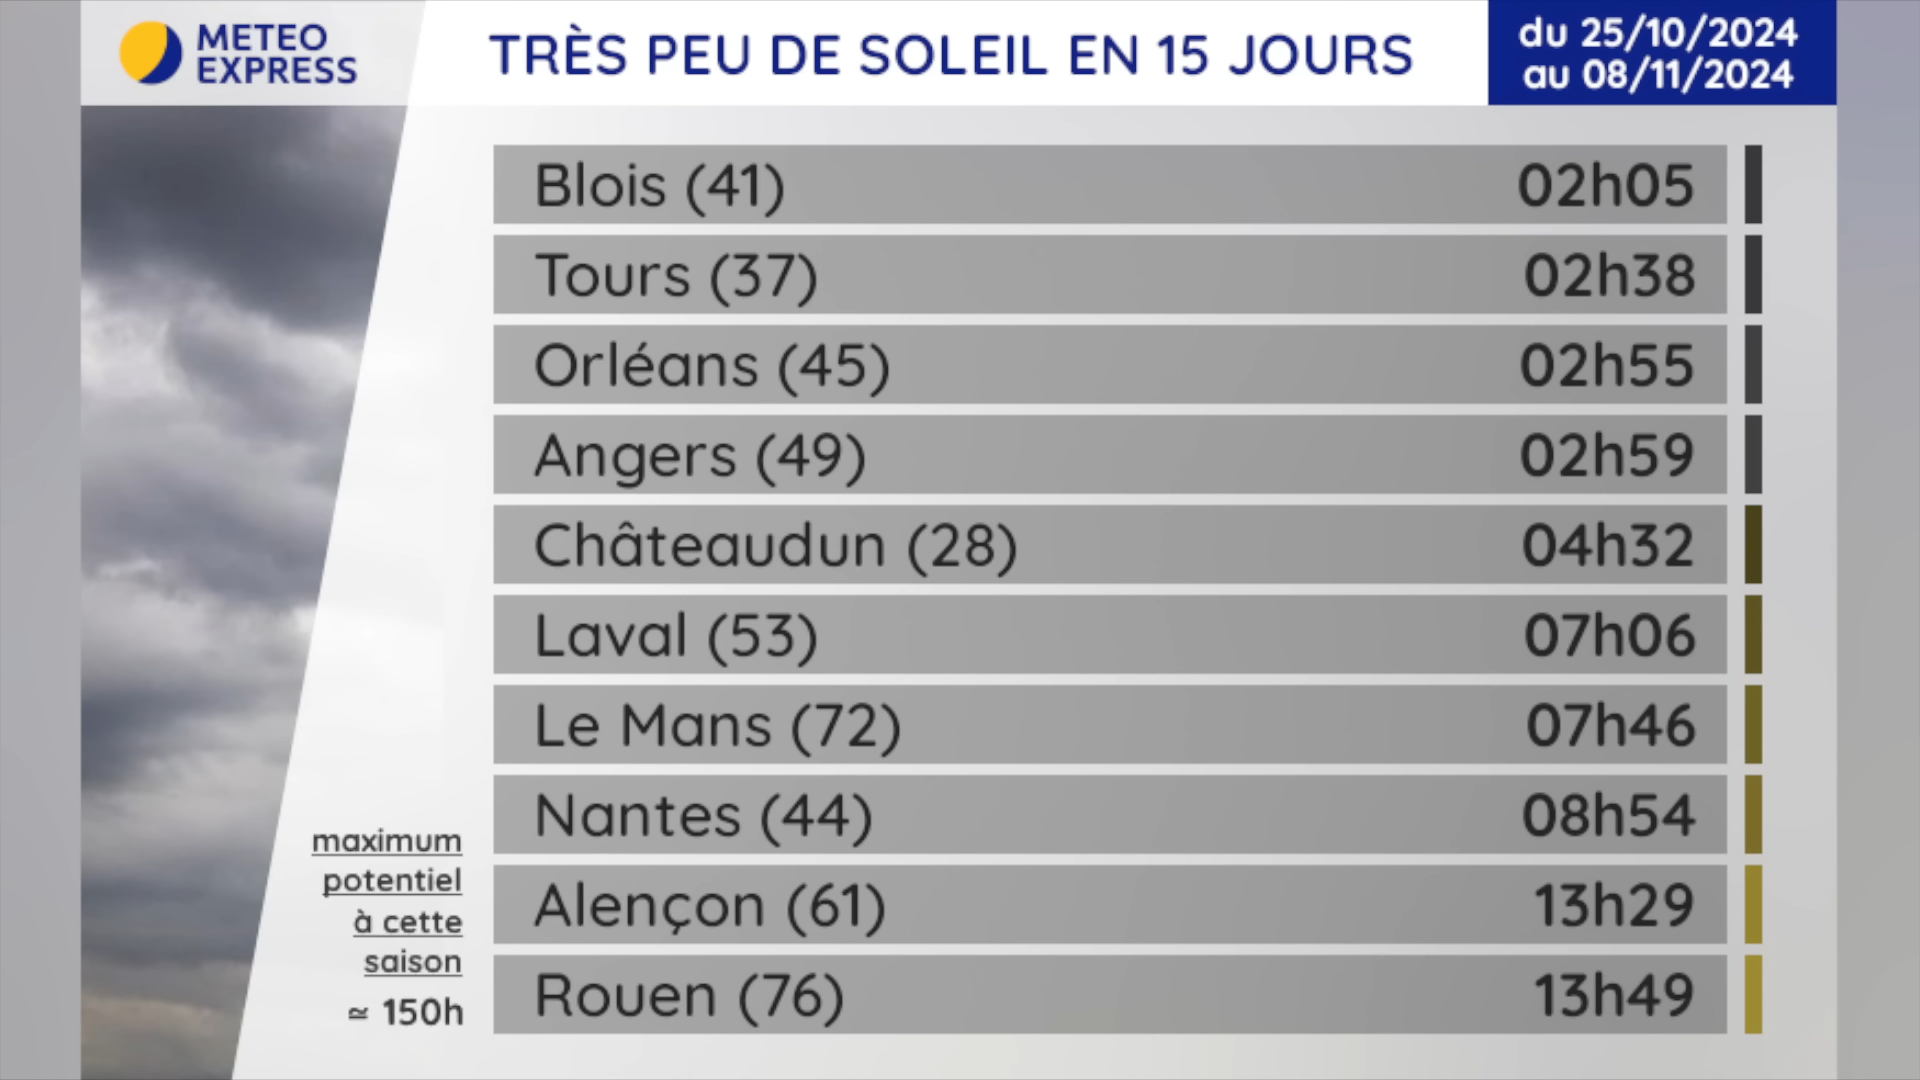 METEO
EXPRESS
TRÈS PEU DE SOLEIL EN 15 JOURS
du 25/10/2024
au 08/11/2024
Blois (41) 02h05
Tours (37) 02h38
Orléans (45) 02h55
Angers (49) 02h59
Châteaudun (28) 04h32
Laval (53) 07h06
Le Mans (72) 07h46
Nantes (44) 08h54
Alençon (61) 13h29
Rouen (76) 13h49
maximum
potentiel
à cette
saison
≃ 150h